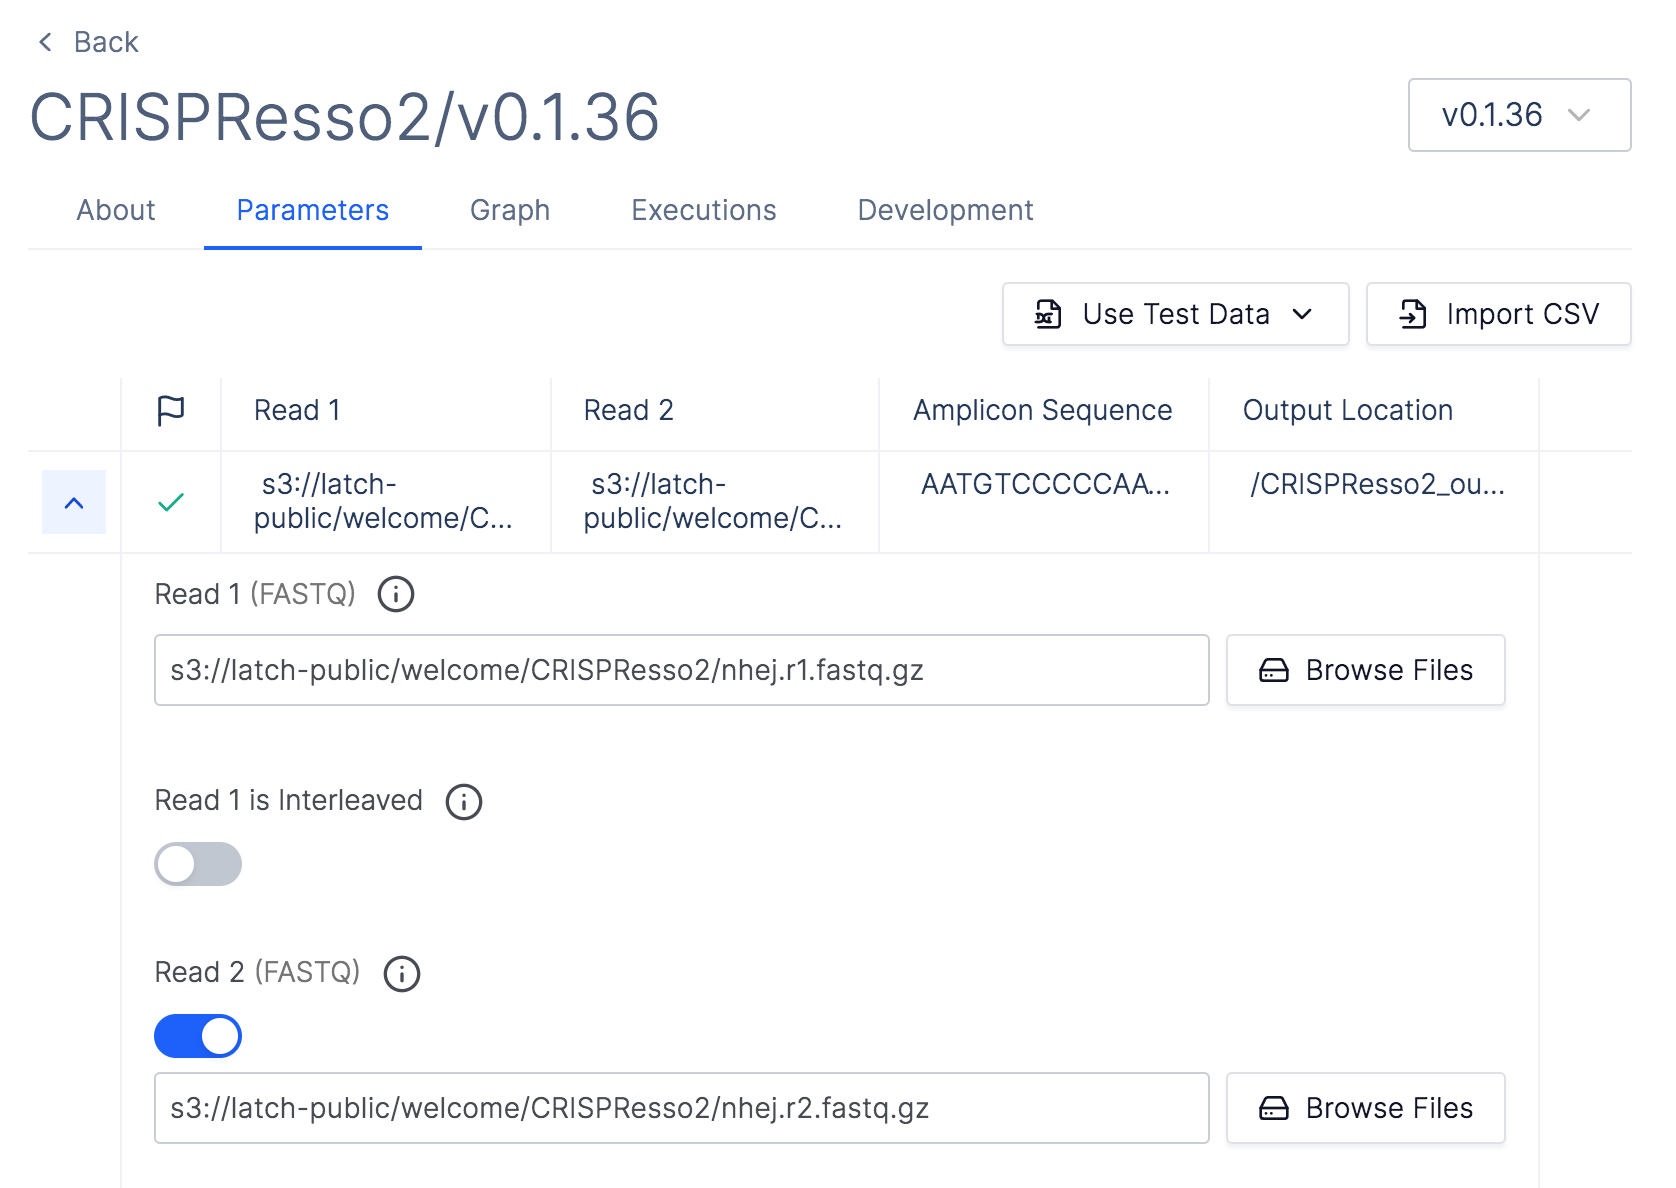 Back
CRISPResso2/v0.1.36
v0.1.36
About Parameters Graph Executions Development
Use Test Data Import CSV
Read 1 Read 2 Amplicon Sequence Output Location
s3://latch-
public/welcome/C...
s3://latch-
public/welcome/C...
AATGTCCCCCAA...
/CRISPResso2_ou...
Read 1 (FASTQ)
s3://latch-public/welcome/CRISPResso2/nhej.r1.fastq.gz
Browse Files
Read 1 is Interleaved
Read 2 (FASTQ)
s3://latch-public/welcome/CRISPResso2/nhej.r2.fastq.gz
Browse Files